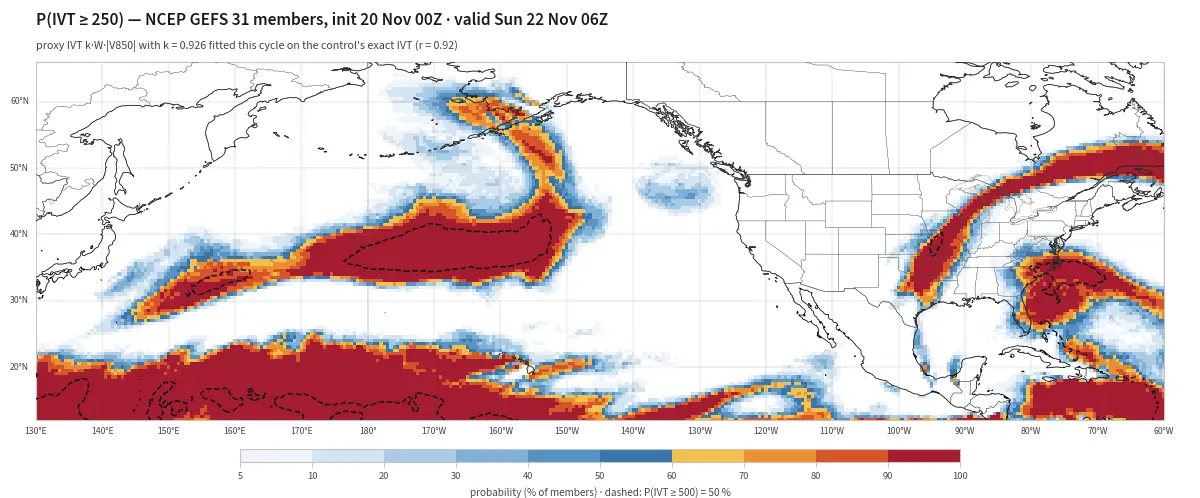 P(IVT ≥ 250) — NCEP GEFS 31 members, init 20 Nov 00Z · valid Sun 22 Nov 06Z
proxy IVT k·W·|V850| with k = 0.926 fitted this cycle on the control's exact IVT (r = 0.92)
60°N
50°N
40°N
30°N
20°N
130°E 140°E 150°E 160°E 170°E 180° 170°W 160°W 150°W 140°W 130°W 120°W 110°W 100°W 90°W 80°W 70°W 60°W
5 10 20 30 40 50 60 70 80 90 100
probability (% of members) · dashed: P(IVT ≥ 500) = 50 %